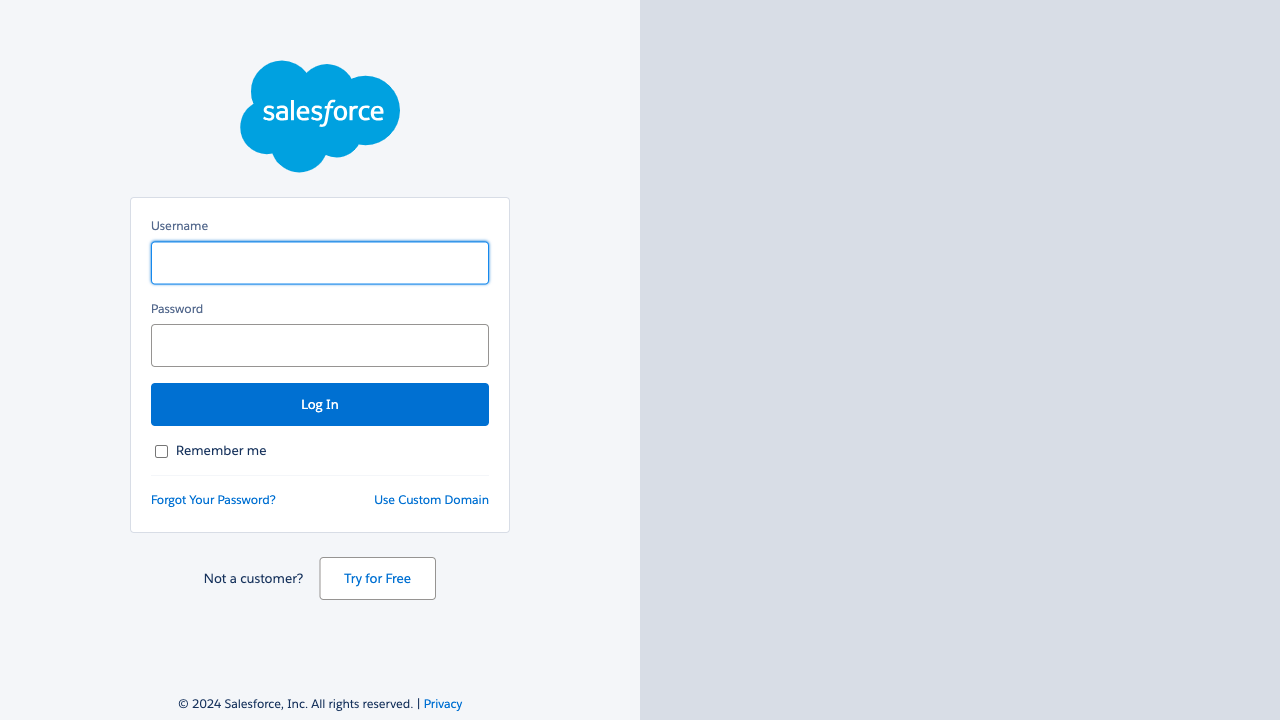 salesforce
Username
Password
Log In
Remember me
Forgot Your Password? Use Custom Domain
Not a customer? Try for Free
© 2024 Salesforce, Inc. All rights reserved. | Privacy